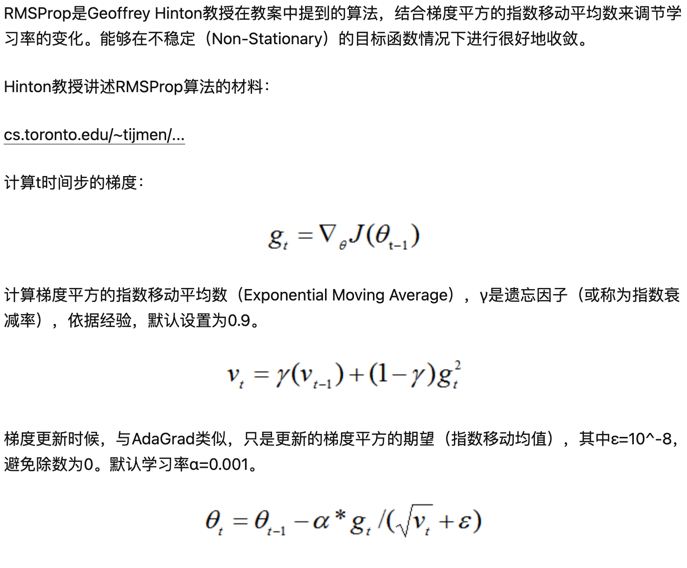 RMSProp是Geoffrey Hinton教授在教案中提到的算法，结合梯度平方的指数移动平均数来调节学
习率的变化。能够在不稳定（Non-Stationary）的目标函数情况下进行很好地收敛。
Hinton教授讲述RMSProp算法的材料：
cs.toronto.edu/~tijmen/...
计算t时间步的梯度：
g_t = ∇_θ J(θ_{t-1})
计算梯度平方的指数移动平均数（Exponential Moving Average），γ是遗忘因子（或称为指数衰
减率），依据经验，默认设置为0.9。
v_t = γ(v_{t-1}) + (1-γ)g_t^2
梯度更新时候，与AdaGrad类似，只是更新的梯度平方的期望（指数移动均值），其中ε=10^-8，
避免除数为0。默认学习率α=0.001。
θ_t = θ_{t-1} - α * g_t /(√v_t + ε)